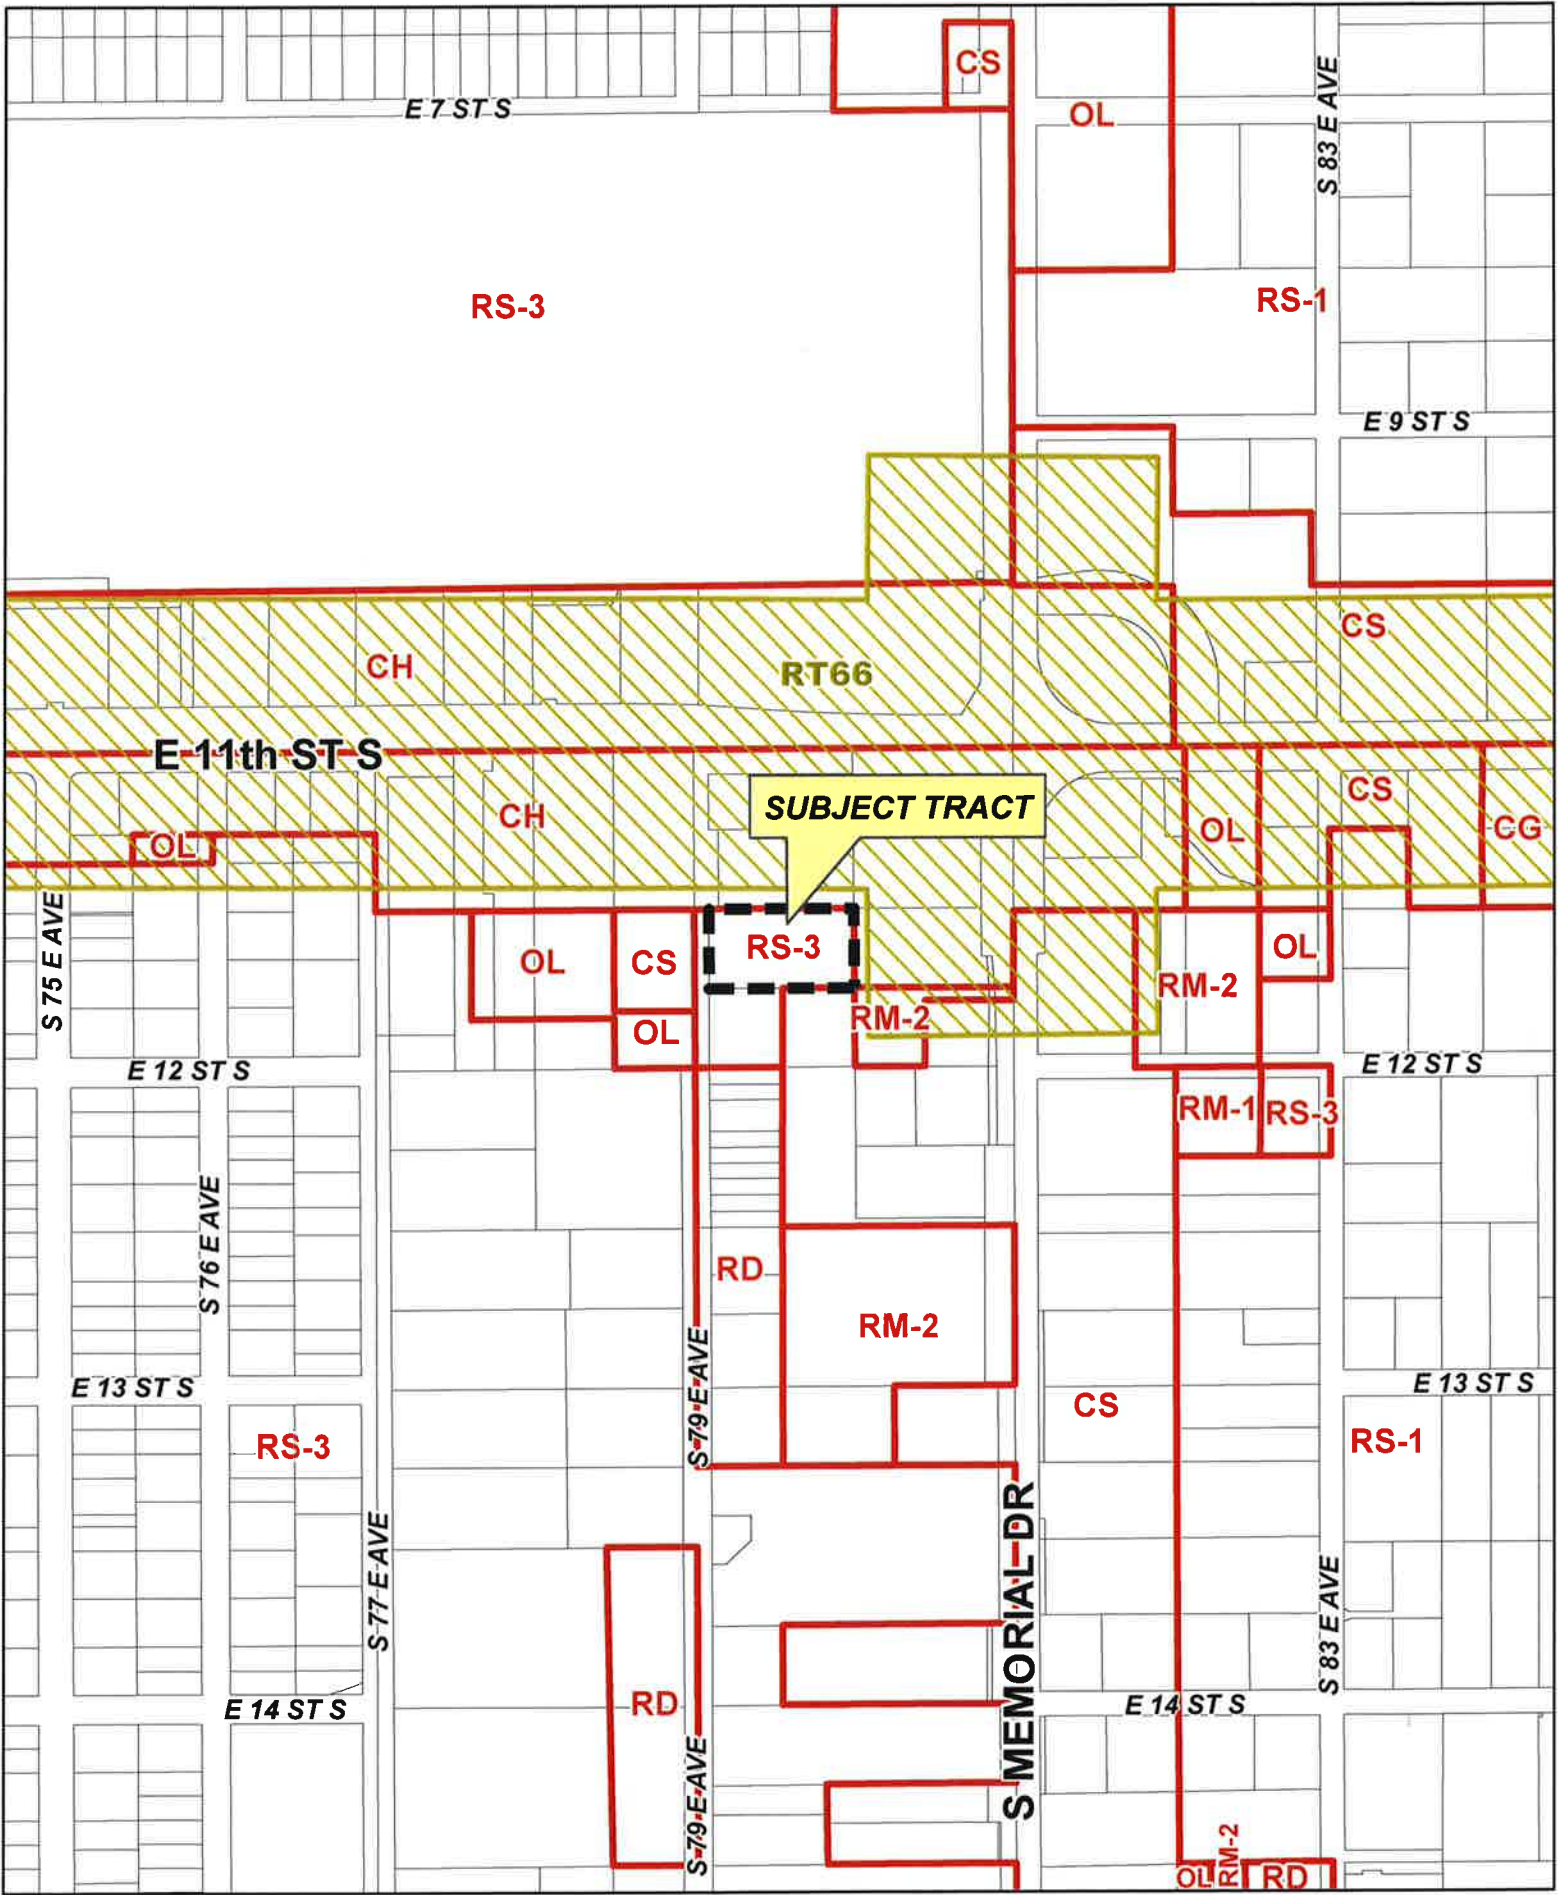 CS
E 7 ST S
OL
S 83 E AVE
RS-3
RS-1
E 9 ST S
CS
CH
RT66
E 11th ST S
CS
CH
SUBJECT TRACT
OL
CG
OL
S 75 E AVE
RS-3
OL
CS
OL
RM-2
RM-2
OL
E 12 ST S
E 12 ST S
RM-1
RS-3
S 76 E AVE
RD
RM-2
S 79 E AVE
E 13 ST S
E 13 ST S
CS
RS-3
RS-1
S 77 E AVE
S MEMORIAL DR
S 83 E AVE
RD
E 14 ST S
E 14 ST S
S 79 E AVE
OL
RM-2
RD